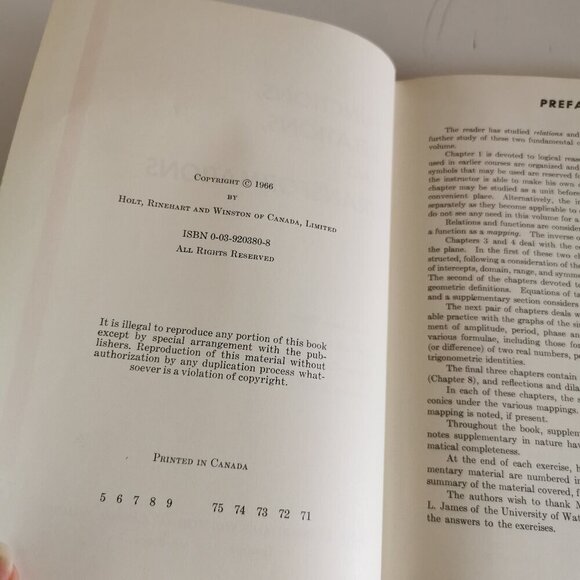 COPYRIGHT © 1966
BY
HOLT, RINEHART AND WINSTON OF CANADA, LIMITED
ISBN 0-03-920380-8
ALL RIGHTS RESERVED
It is illegal to reproduce any portion of this book
except by special arrangement with the pub-
lishers. Reproduction of this material without
authorization by any duplication process what-
soever is a violation of copyright.
PRINTED IN CANADA
5 6 7 8 9 75 74 73 72 71
PREFA
The reader has studied relations and
further study of these two fundamental
volume.
Chapter 1 is devoted to logical reas
used in earlier courses are organized and
symbols that may be used are reserved f
the instructor is able to make his own
chapter may be studied as a unit before
convenient place. Alternatively, the i
separately as they become applicable to
do not see any need in this volume for a
Relations and functions are consider
a function as a mapping. The inverse o
Chapters 3 and 4 deal with the co
the plane. In the first of these two ch
structed, following a consideration of the
of intercepts, domain, range, and symme
The second of the chapters devoted to
geometric definitions. Equations of ta
and a supplementary section considers
The next pair of chapters deals w
able practice with the graphs of the si
ment of amplitude, period, phase an
various formulae, including those for
(or difference) of two real numbers, p
trigonometric identities.
The final three chapters contain
(Chapter 8), and reflections and dila
In each of these chapters, the s
conics under the various mappings.
mapping is noted, if present.
Throughout the book, supplem
notes supplementary in nature hav
matical completeness.
At the end of each exercise, h
mentary material are numbered in
summary of the material covered, f
The authors wish to thank M
L. James of the University of Wat
the answers to the exercises.